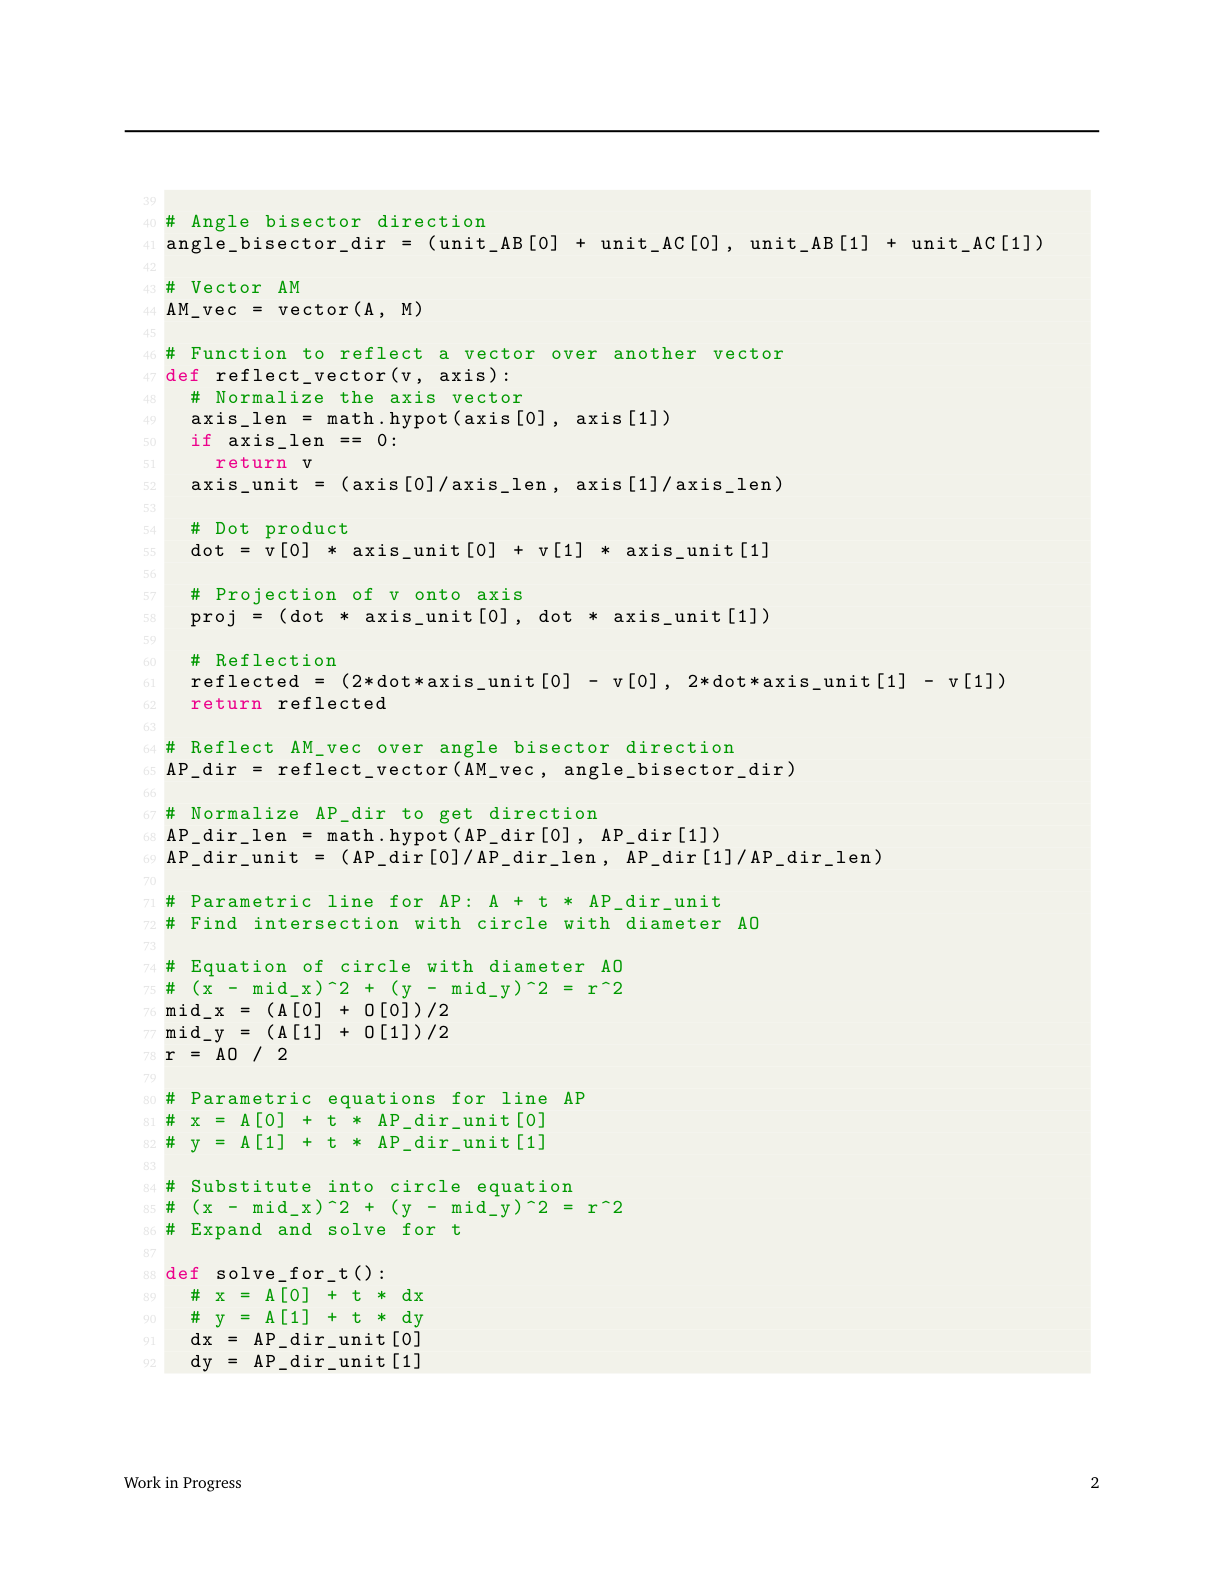 39
40 # Angle bisector direction
41 angle_bisector_dir = (unit_AB[0] + unit_AC[0], unit_AB[1] + unit_AC[1])
42
43 # Vector AM
44 AM_vec = vector(A, M)
45
46 # Function to reflect a vector over another vector
47 def reflect_vector(v, axis):
48   # Normalize the axis vector
49   axis_len = math.hypot(axis[0], axis[1])
50   if axis_len == 0:
51     return v
52   axis_unit = (axis[0]/axis_len, axis[1]/axis_len)
53
54   # Dot product
55   dot = v[0] * axis_unit[0] + v[1] * axis_unit[1]
56
57   # Projection of v onto axis
58   proj = (dot * axis_unit[0], dot * axis_unit[1])
59
60   # Reflection
61   reflected = (2*dot*axis_unit[0] - v[0], 2*dot*axis_unit[1] - v[1])
62   return reflected
63
64 # Reflect AM_vec over angle bisector direction
65 AP_dir = reflect_vector(AM_vec, angle_bisector_dir)
66
67 # Normalize AP_dir to get direction
68 AP_dir_len = math.hypot(AP_dir[0], AP_dir[1])
69 AP_dir_unit = (AP_dir[0]/AP_dir_len, AP_dir[1]/AP_dir_len)
70
71 # Parametric line for AP: A + t * AP_dir_unit
72 # Find intersection with circle with diameter AO
73
74 # Equation of circle with diameter AO
75 # (x - mid_x)^2 + (y - mid_y)^2 = r^2
76 mid_x = (A[0] + O[0])/2
77 mid_y = (A[1] + O[1])/2
78 r = AO / 2
79
80 # Parametric equations for line AP
81 # x = A[0] + t * AP_dir_unit[0]
82 # y = A[1] + t * AP_dir_unit[1]
83
84 # Substitute into circle equation
85 # (x - mid_x)^2 + (y - mid_y)^2 = r^2
86 # Expand and solve for t
87
88 def solve_for_t():
89   # x = A[0] + t * dx
90   # y = A[1] + t * dy
91   dx = AP_dir_unit[0]
92   dy = AP_dir_unit[1]
Work in Progress 2